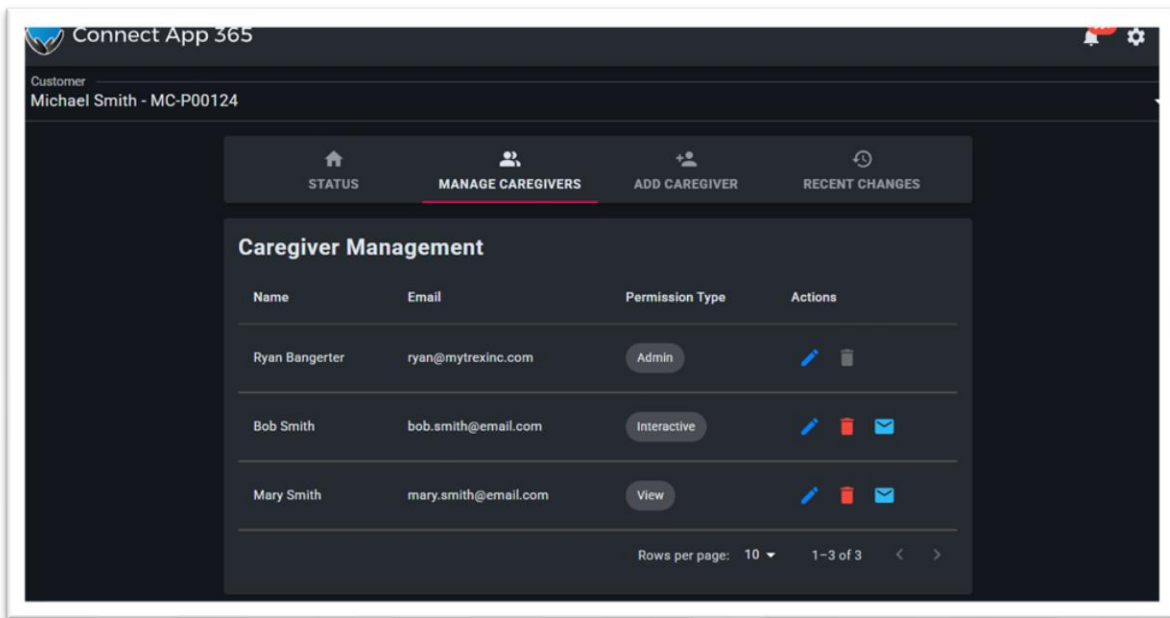 Connect App 365
Customer
Michael Smith - MC-P00124
STATUS MANAGE CAREGIVERS ADD CAREGIVER RECENT CHANGES
Caregiver Management
Name Email Permission Type Actions
Ryan Bangerter ryan@mytrexinc.com Admin
Bob Smith bob.smith@email.com Interactive
Mary Smith mary.smith@email.com View
Rows per page: 10 1–3 of 3